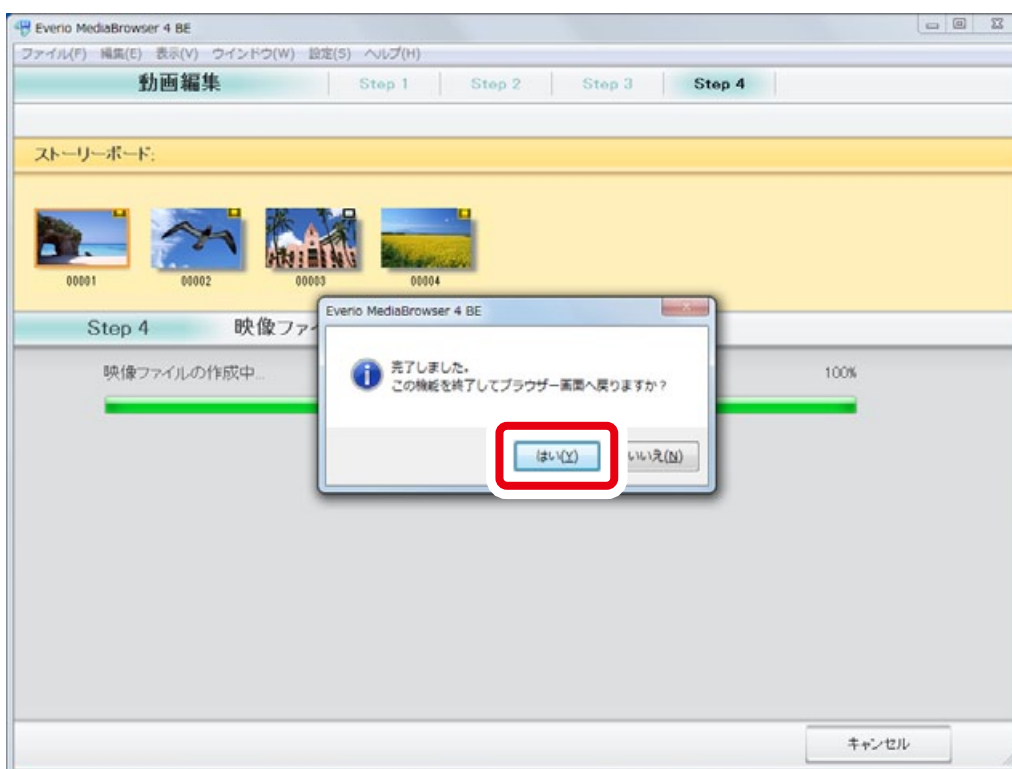 Everio MediaBrowser 4 BE
ファイル(F) 編集(E) 表示(V) ウインドウ(W) 設定(S) ヘルプ(H)
動画編集 Step 1 Step 2 Step 3 Step 4
ストーリーボード:
00001 00002 00003 00004
Step 4 映像ファ
Everio MediaBrowser 4 BE
映像ファイルの作成中... 100%
完了しました。
この機能を終了してブラウザー画面へ戻りますか？
はい(Y) いいえ(N)
キャンセル